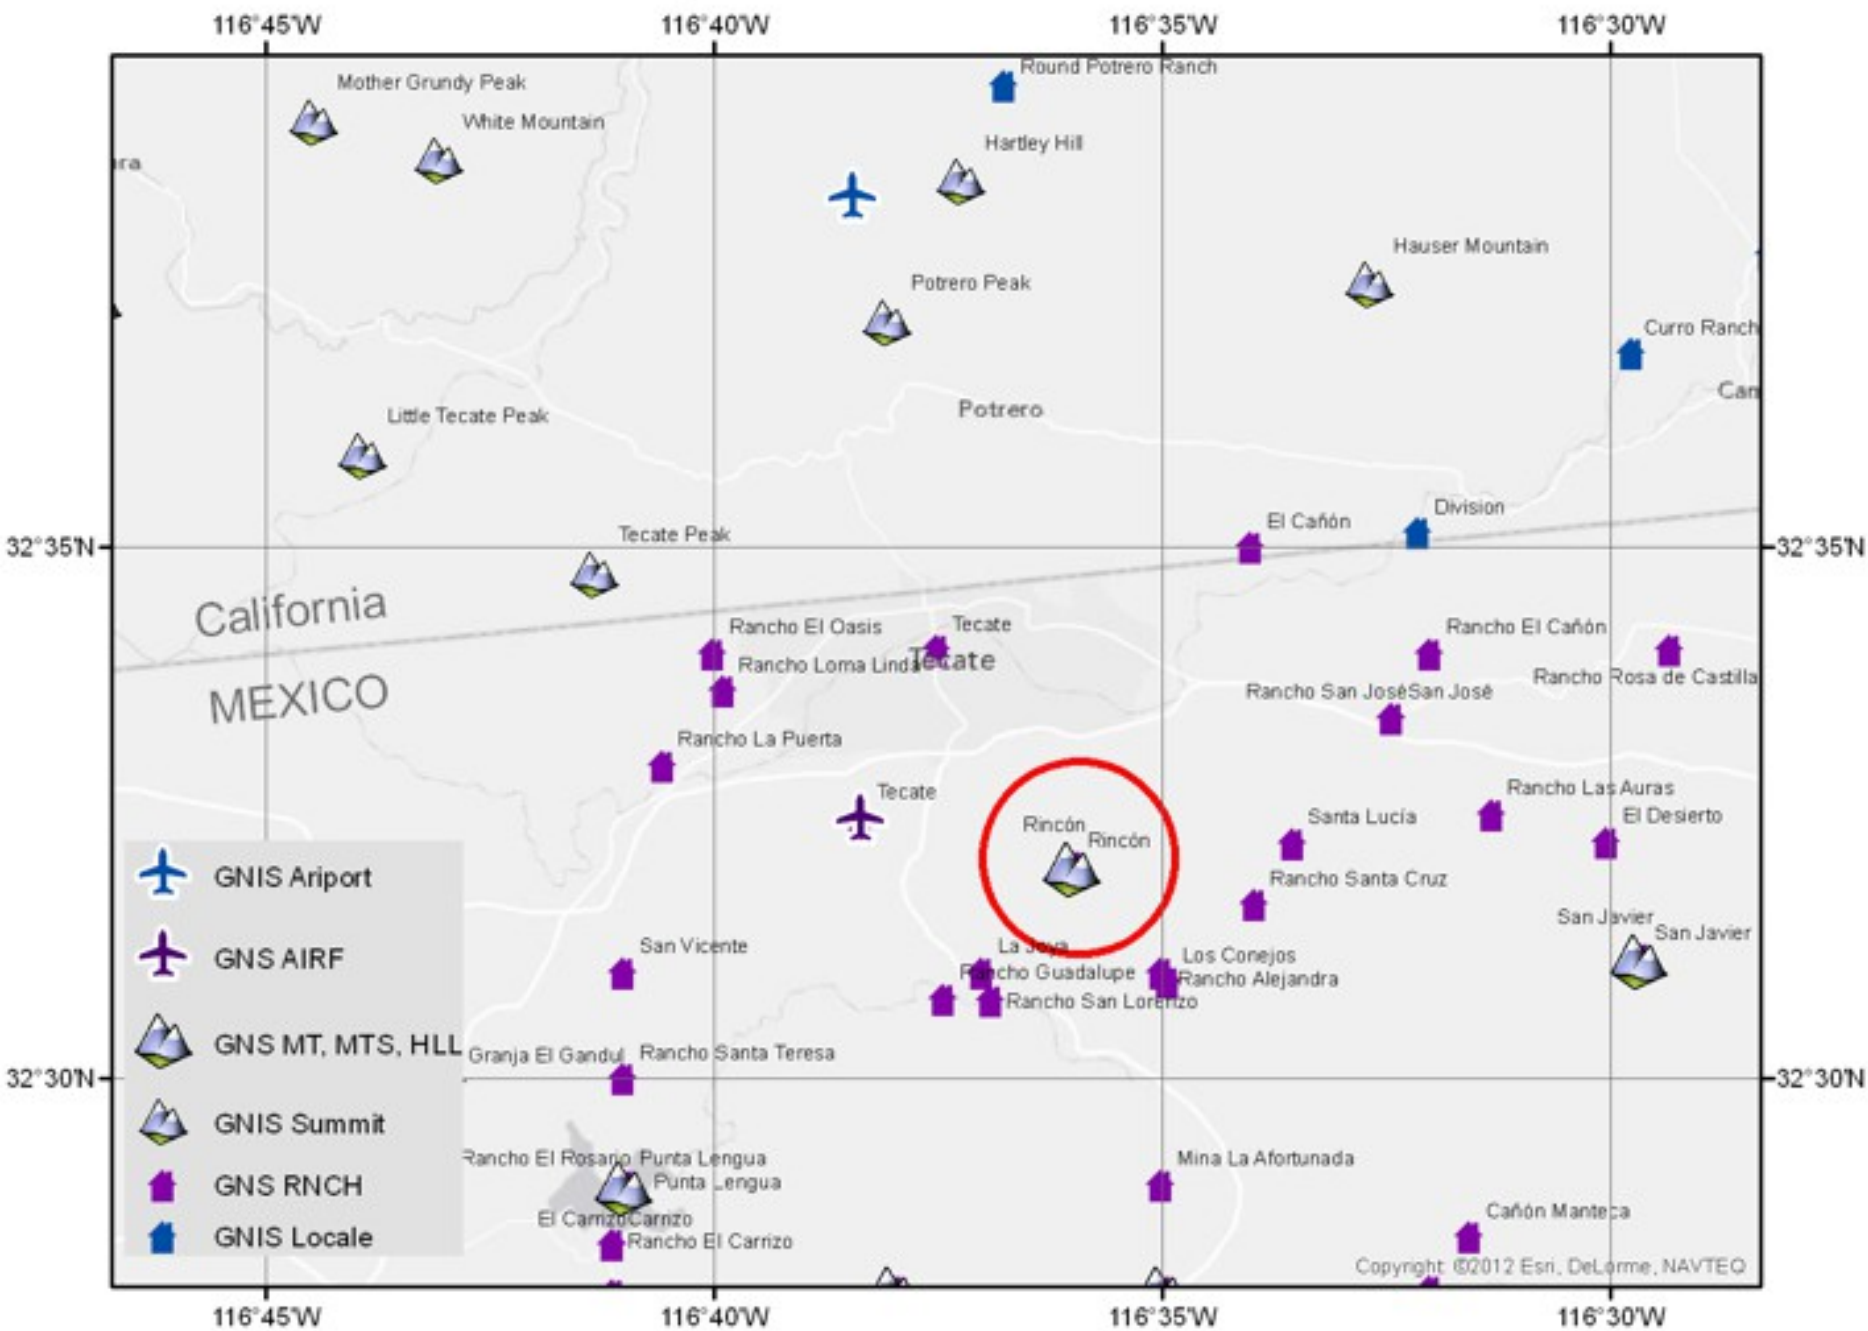 116°45'W 116°40'W 116°35'W 116°30'W
Round Potrero Ranch
Mother Grundy Peak
White Mountain
Hartley Hill
ara
Hauser Mountain
Potrero Peak
Curro Ranch
Cam
Potrero
Little Tecate Peak
Division
El Cañón
Tecate Peak
32°35'N 32°35'N
California
Rancho El Oasis
Tecate
Rancho El Cañón
Rancho Loma Linda
Tecate
Rancho Rosa de Castilla
MEXICO
Rancho San José San José
Rancho La Puerta
Tecate
Rancho Las Auras
Santa Lucía
El Desierto
Rincón
Rincón
GNIS Ariport
Rancho Santa Cruz
San Javier
San Javier
San Vicente
La Joya
Los Conejos
GNS AIRF
Rancho Guadalupe
Rancho Alejandra
Rancho San Lorenzo
GNS MT, MTS, HLL
Granja El Gandul
Rancho Santa Teresa
32°30'N 32°30'N
GNIS Summit
Rancho El Rosario
Punta Lengua
Mina La Afortunada
Punta Lengua
GNS RNCH
El Carrizo Carrizo
Cañón Manteca
GNIS Locale
Rancho El Carrizo
Copyright: ©2012 Esri, DeLorme, NAVTEQ
116°45'W 116°40'W 116°35'W 116°30'W